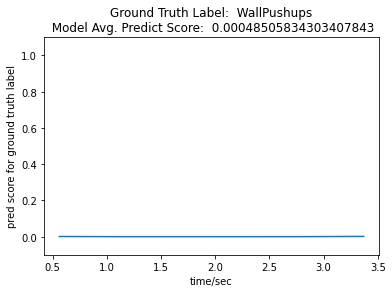 Ground Truth Label:  WallPushups
Model Avg. Predict Score:  0.00048505834303407843
pred score for ground truth label
1.0
0.8
0.6
0.4
0.2
0.0
0.5 1.0 1.5 2.0 2.5 3.0 3.5
time/sec